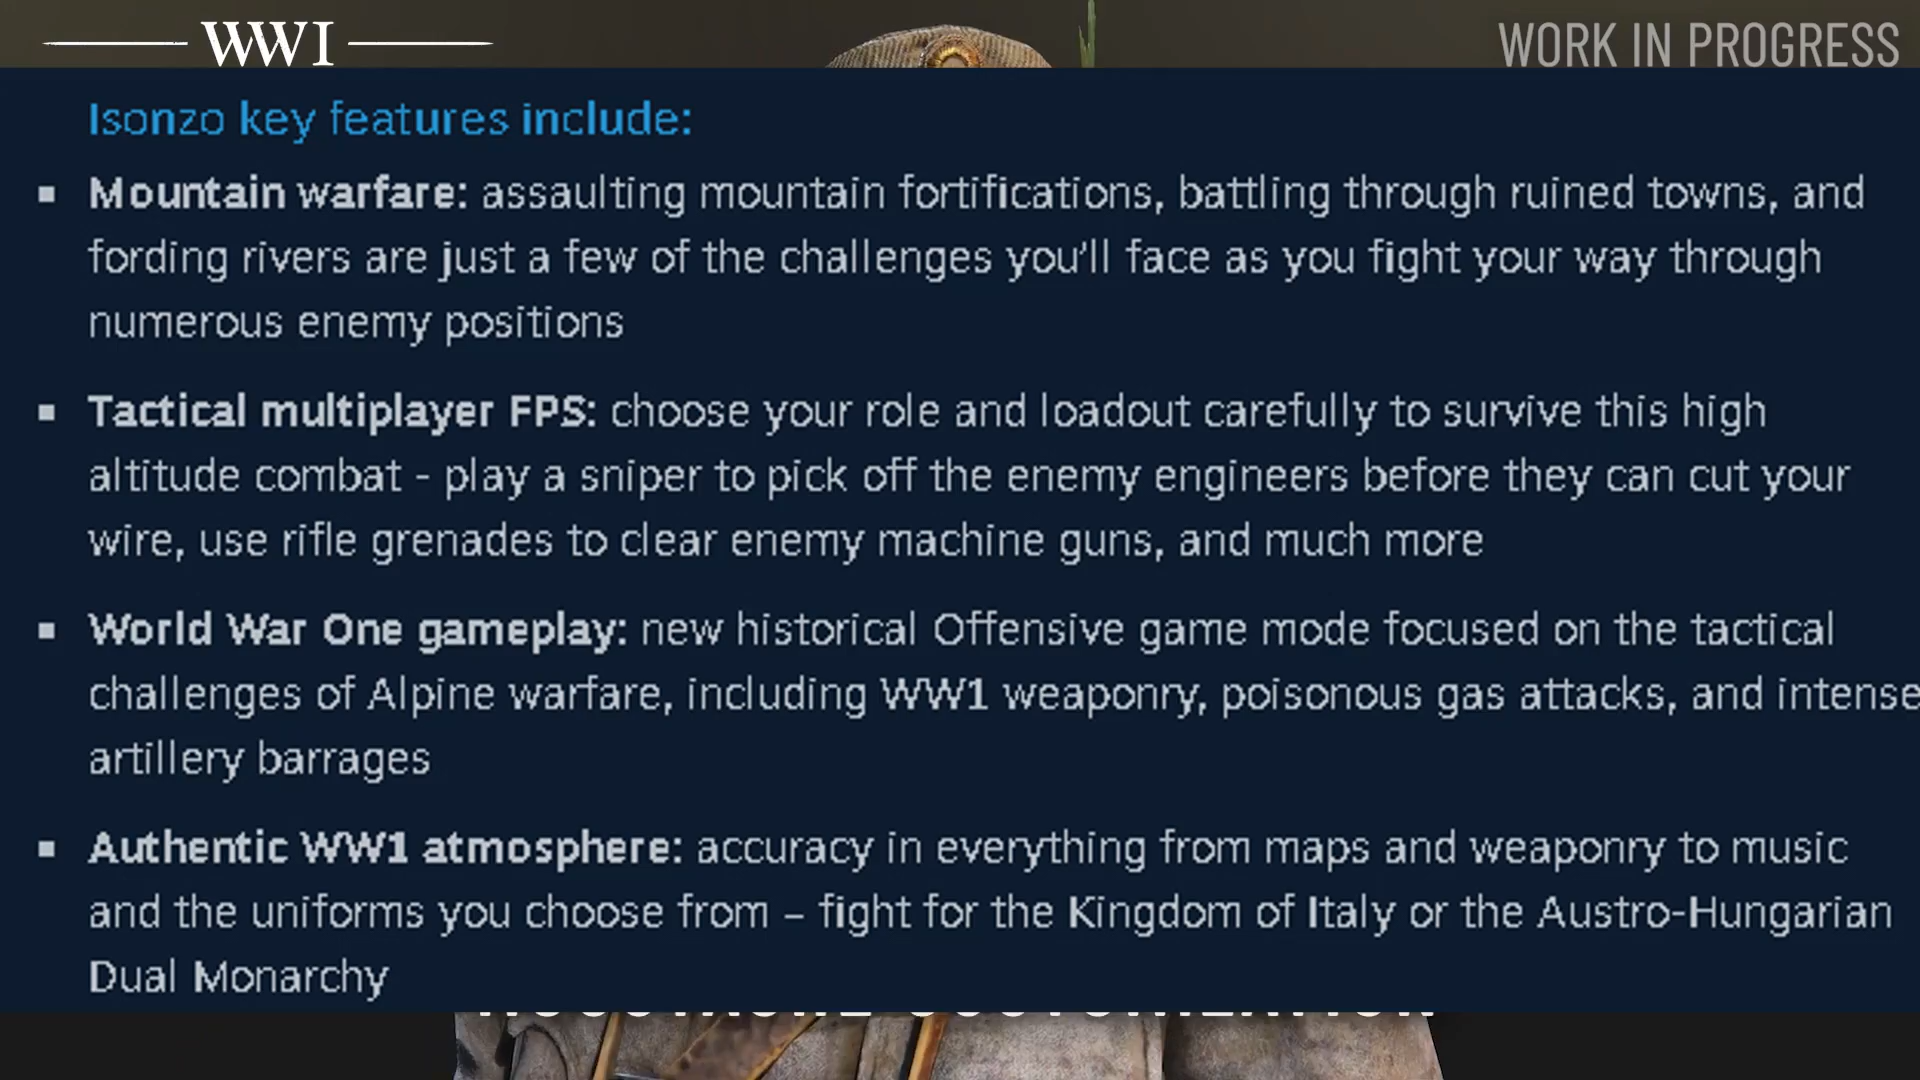 WWI
WORK IN PROGRESS
Isonzo key features include:
▪ Mountain warfare: assaulting mountain fortifications, battling through ruined towns, and
fording rivers are just a few of the challenges you'll face as you fight your way through
numerous enemy positions
▪ Tactical multiplayer FPS: choose your role and loadout carefully to survive this high
altitude combat - play a sniper to pick off the enemy engineers before they can cut your
wire, use rifle grenades to clear enemy machine guns, and much more
▪ World War One gameplay: new historical Offensive game mode focused on the tactical
challenges of Alpine warfare, including WW1 weaponry, poisonous gas attacks, and intense
artillery barrages
▪ Authentic WW1 atmosphere: accuracy in everything from maps and weaponry to music
and the uniforms you choose from – fight for the Kingdom of Italy or the Austro-Hungarian
Dual Monarchy